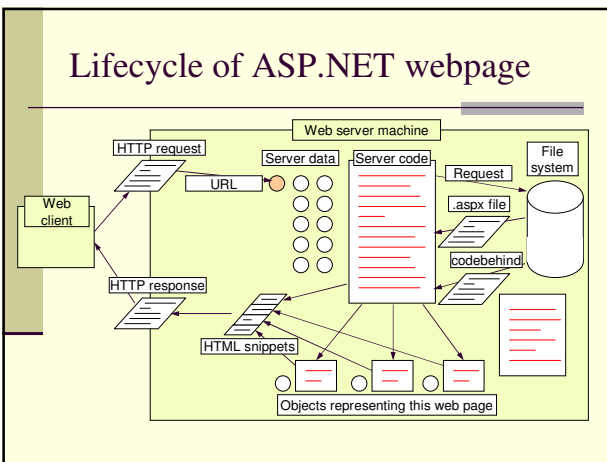 Lifecycle of ASP.NET webpage
Web server machine
HTTP request
Server data
Server code
File
system
Request
URL
.aspx file
Web
client
codebehind
HTTP response
HTML snippets
Objects representing this web page